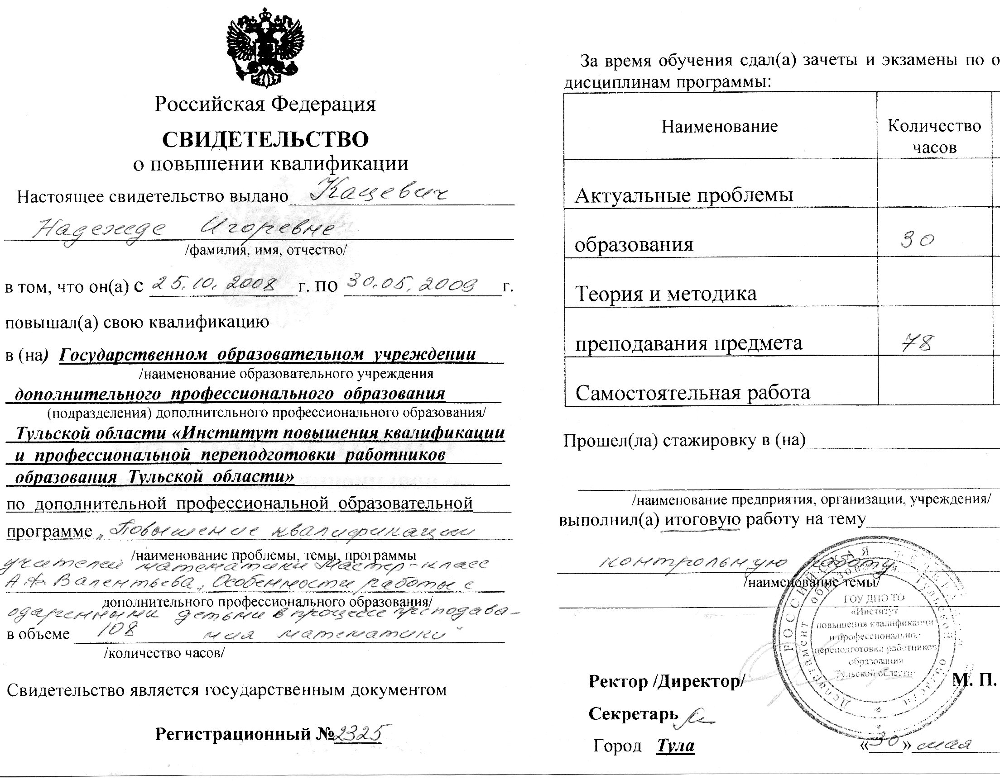 Российская Федерация
СВИДЕТЕЛЬСТВО
о повышении квалификации
Настоящее свидетельство выдано Кацевич
Надежде Игоревне
/фамилия, имя, отчество/
в том, что он(а) с 25.10.2008 г. по 30.05.2009 г.
повышал(а) свою квалификацию
в (на) Государственном образовательном учреждении
/наименование образовательного учреждения
дополнительного профессионального образования
(подразделения) дополнительного профессионального образования/
Тульской области «Институт повышения квалификации
и профессиональной переподготовки работников
образования Тульской области»
по дополнительной профессиональной образовательной
программе „Повышение квалификации
/наименование проблемы, темы, программы
учителей математики Мастер-класс
А.Ф. Валентьева „Особенности работы с
дополнительного профессионального образования/
одаренными детьми в процессе преподава-
в объеме 108 ния математики"
/количество часов/
Свидетельство является государственным документом
Регистрационный №2325
За время обучения сдал(а) зачеты и экзамены по о
дисциплинам программы:
Наименование
Количество
часов
Актуальные проблемы
образования 30
Теория и методика
преподавания предмета 78
Самостоятельная работа
Прошел(ла) стажировку в (на)
/наименование предприятия, организации, учреждения/
выполнил(а) итоговую работу на тему
контрольную работу
/наименование темы/
РОССИЙСКАЯ
Департамент образования Тульской области
ГОУ ДПО ТО
«Институт
повышения квалификации
и профессиональн.
переподготовки работников
образования
Тульской области
Ректор /Директор/
М. П.
Секретарь
Город Тула
«30» мая